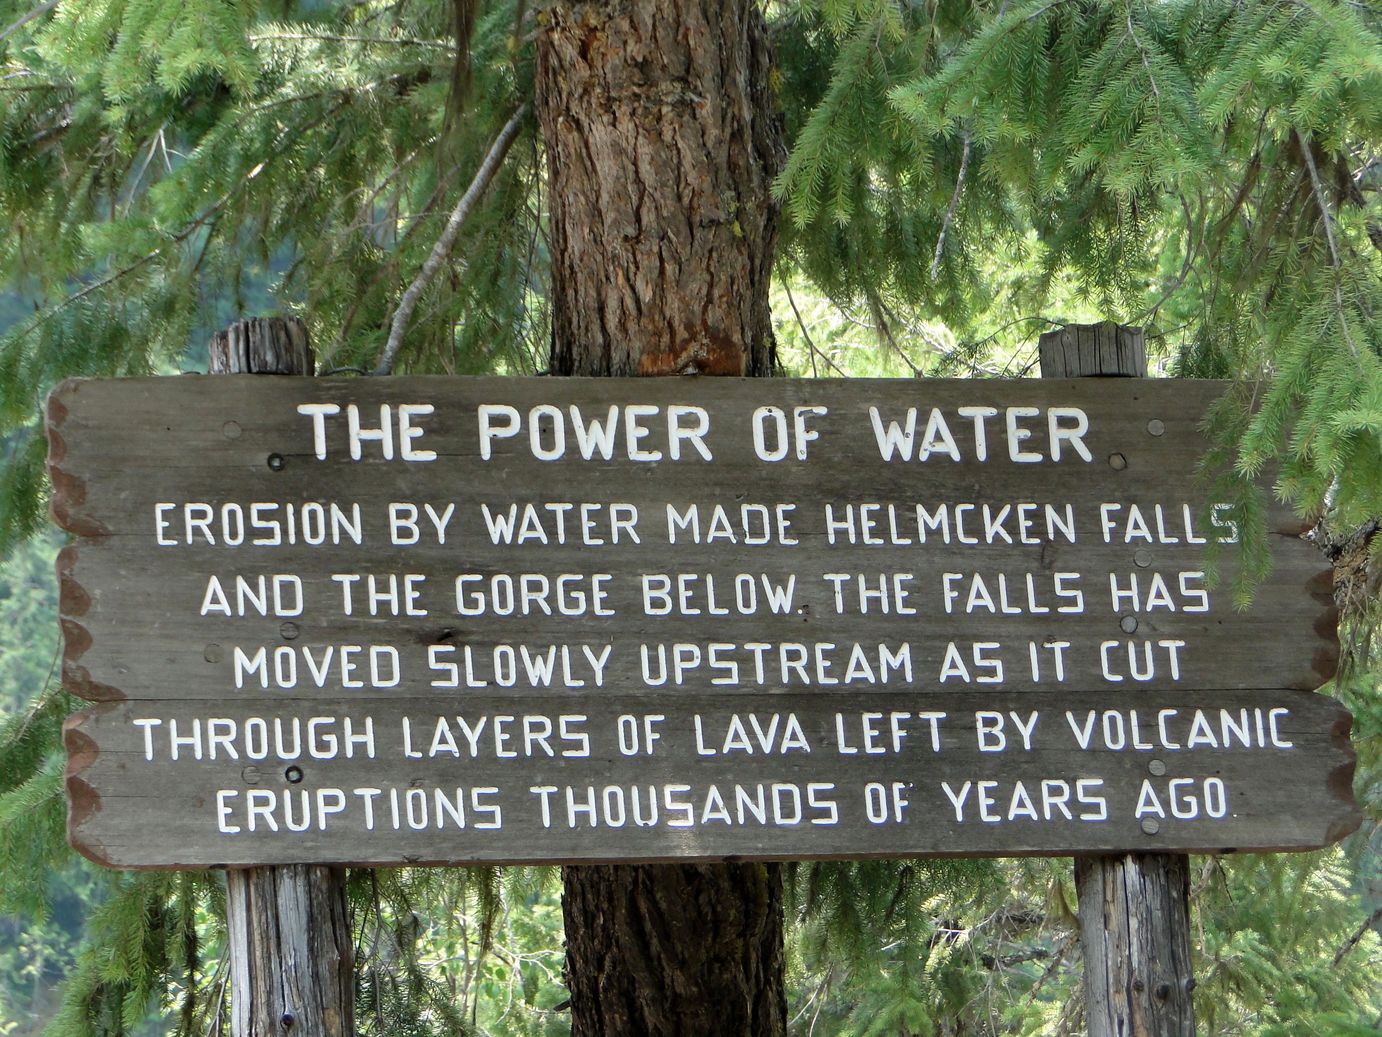 THE POWER OF WATER
EROSION BY WATER MADE HELMCKEN FALLS
AND THE GORGE BELOW. THE FALLS HAS
MOVED SLOWLY UPSTREAM AS IT CUT
THROUGH LAYERS OF LAVA LEFT BY VOLCANIC
ERUPTIONS THOUSANDS OF YEARS AGO